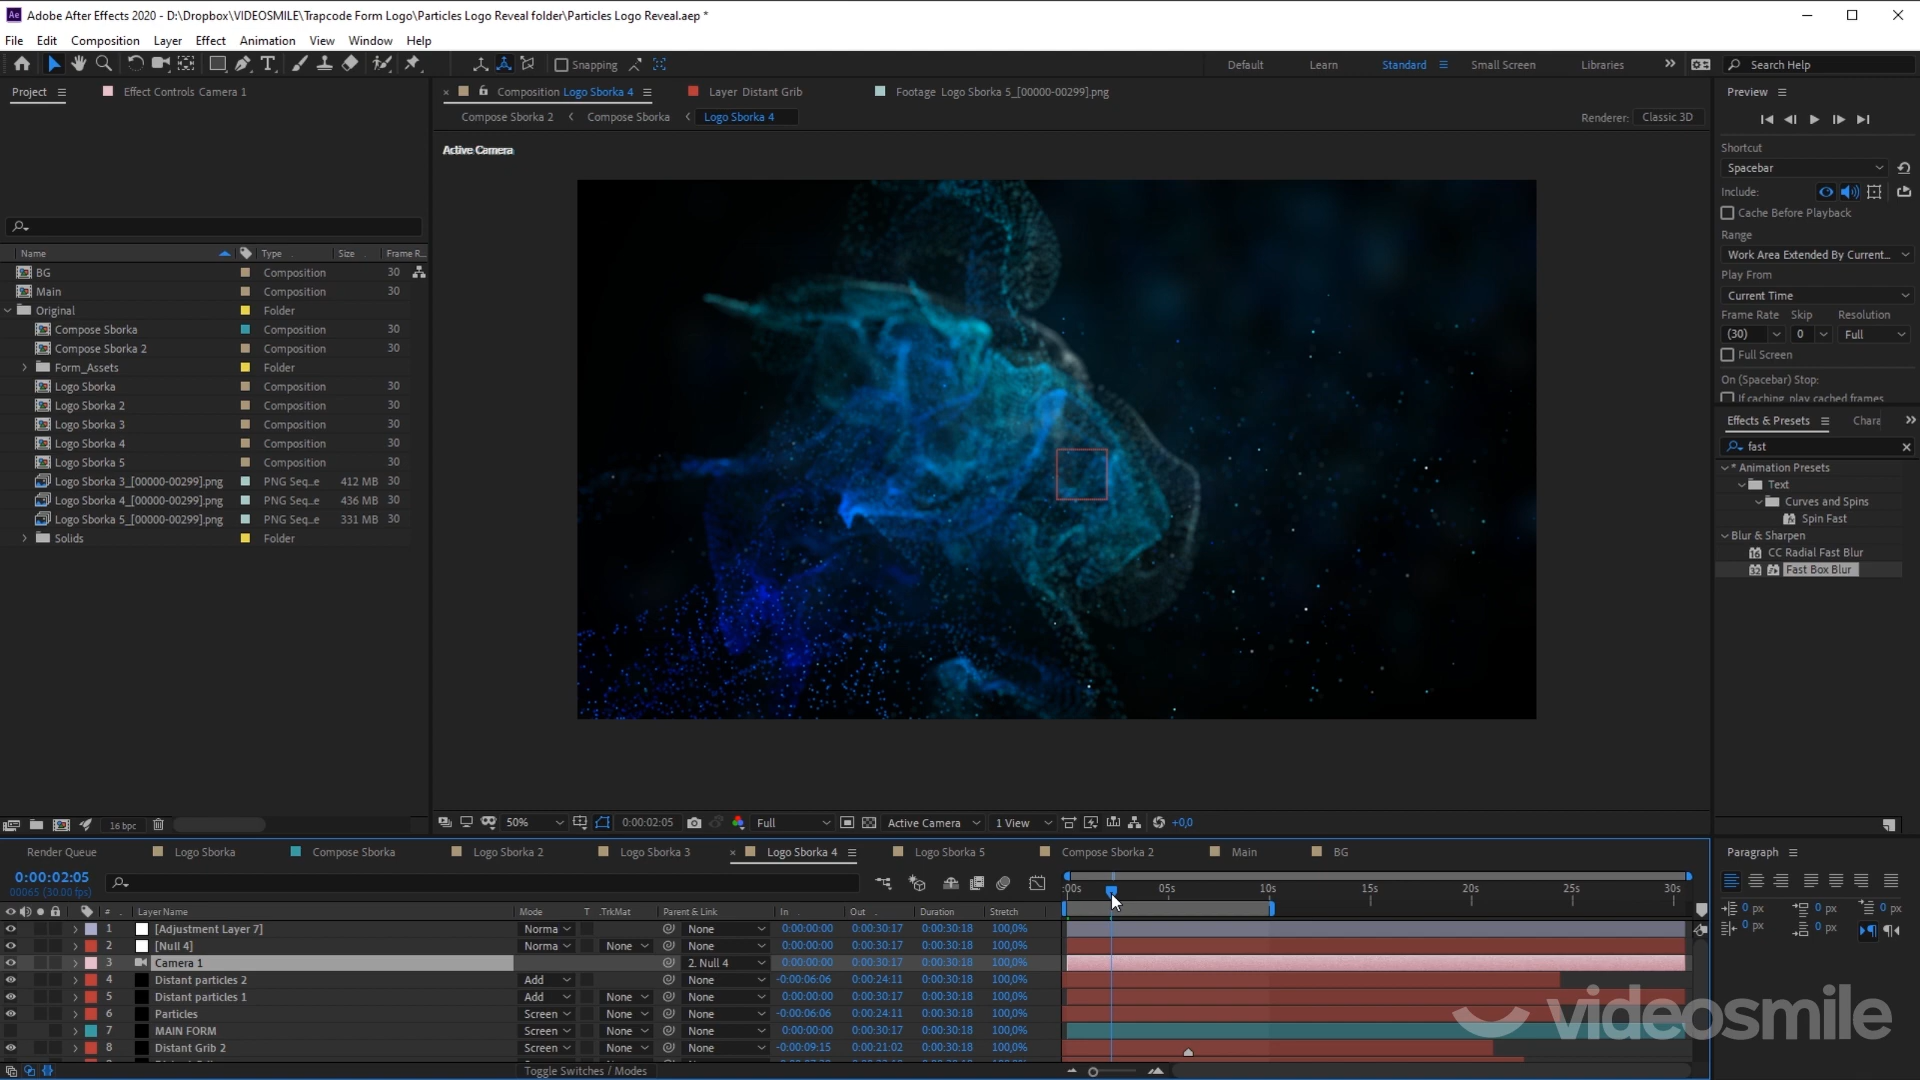 Adobe After Effects 2020 - D:\Dropbox\VIDEOSMILE\Trapcode Form Logo\Particles Logo Reveal folder\Particles Logo Reveal.aep *
File Edit Composition Layer Effect Animation View Window Help
Snapping
Default Learn Standard Small Screen Libraries Search Help
Project Effect Controls Camera 1
Composition Logo Sborka 4 Layer Distant Grib Footage Logo Sborka 5_[00000-00299].png
Compose Sborka 2 Compose Sborka Logo Sborka 4
Renderer: Classic 3D
Active Camera
Name Type Size Frame R...
BG Composition 30
Main Composition 30
Original Folder
Compose Sborka Composition 30
Compose Sborka 2 Composition 30
Form_Assets Folder
Logo Sborka Composition 30
Logo Sborka 2 Composition 30
Logo Sborka 3 Composition 30
Logo Sborka 4 Composition 30
Logo Sborka 5 Composition 30
Logo Sborka 3_[00000-00299].png PNG Seq...e 412 MB 30
Logo Sborka 4_[00000-00299].png PNG Seq...e 436 MB 30
Logo Sborka 5_[00000-00299].png PNG Seq...e 331 MB 30
Solids Folder
16 bpc
50% 0:00:02:05 Full Active Camera 1 View +0,0
Preview
Shortcut
Spacebar
Include:
Cache Before Playback
Range
Work Area Extended By Current...
Play From
Current Time
Frame Rate Skip Resolution
(30) 0 Full
Full Screen
On (Spacebar) Stop:
If caching, play cached frames
Effects & Presets Chara
fast
* Animation Presets
Text
Curves and Spins
Spin Fast
Blur & Sharpen
CC Radial Fast Blur
Fast Box Blur
Paragraph
0 px 0 px 0 px
0 px 0 px
Render Queue Logo Sborka Compose Sborka Logo Sborka 2 Logo Sborka 3 Logo Sborka 4 Logo Sborka 5 Compose Sborka 2 Main BG
0:00:02:05
00065 (30.00 fps)
:00s 05s 10s 15s 20s 25s 30s
# Layer Name Mode T .TrkMat Parent & Link In Out Duration Stretch
1 [Adjustment Layer 7] Norma None 0:00:00:00 0:00:30:17 0:00:30:18 100,0%
2 [Null 4] Norma None None 0:00:00:00 0:00:30:17 0:00:30:18 100,0%
3 Camera 1 2. Null 4 0:00:00:00 0:00:30:17 0:00:30:18 100,0%
4 Distant particles 2 Add None -0:00:06:06 0:00:24:11 0:00:30:18 100,0%
5 Distant particles 1 Add None None 0:00:00:00 0:00:30:17 0:00:30:18 100,0%
6 Particles Screen None None -0:00:06:06 0:00:24:11 0:00:30:18 100,0%
7 MAIN FORM Screen None None 0:00:00:00 0:00:30:17 0:00:30:18 100,0%
8 Distant Grib 2 Screen None None -0:00:09:15 0:00:21:02 0:00:30:18 100,0%
Toggle Switches / Modes
videosmile